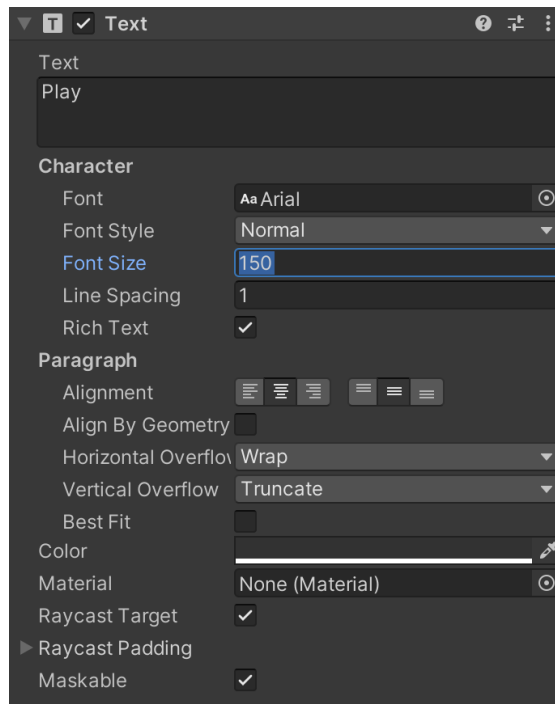 Text
Text
Play
Character
Font Aa Arial
Font Style Normal
Font Size 150
Line Spacing 1
Rich Text
Paragraph
Alignment
Align By Geometry
Horizontal Overflow Wrap
Vertical Overflow Truncate
Best Fit
Color
Material None (Material)
Raycast Target
Raycast Padding
Maskable